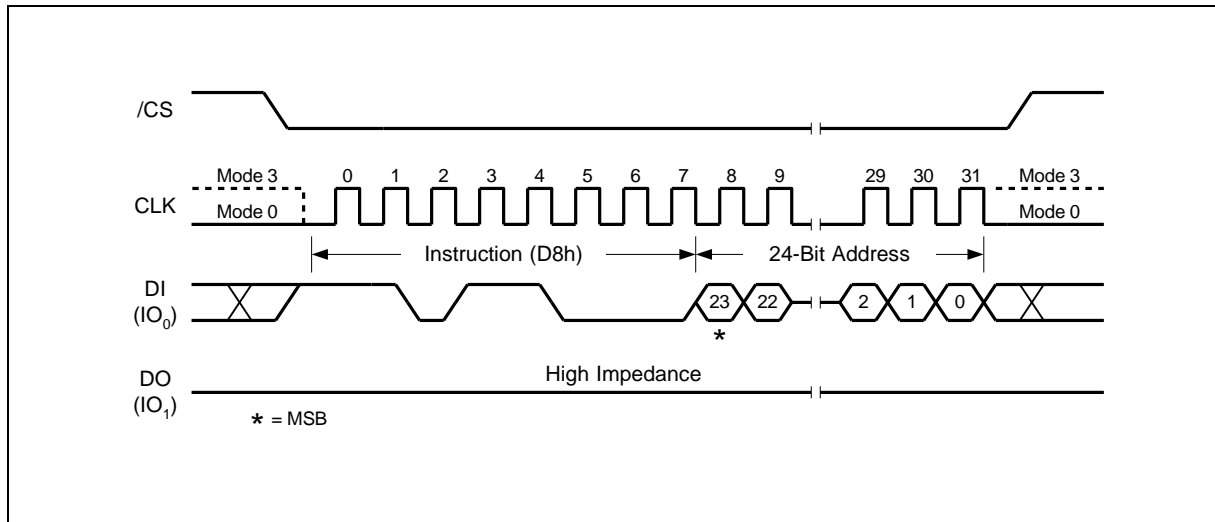 /CS
Mode 3 0 1 2 3 4 5 6 7 8 9 29 30 31 Mode 3
CLK
Mode 0 Mode 0
Instruction (D8h) 24-Bit Address
DI
(IO0)
23 22 2 1 0
*
High Impedance
DO
(IO1)
* = MSB